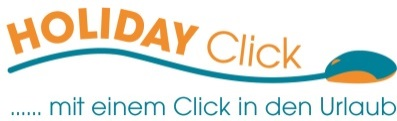 HOLIDAY Click
...... mit einem Click in den Urlaub